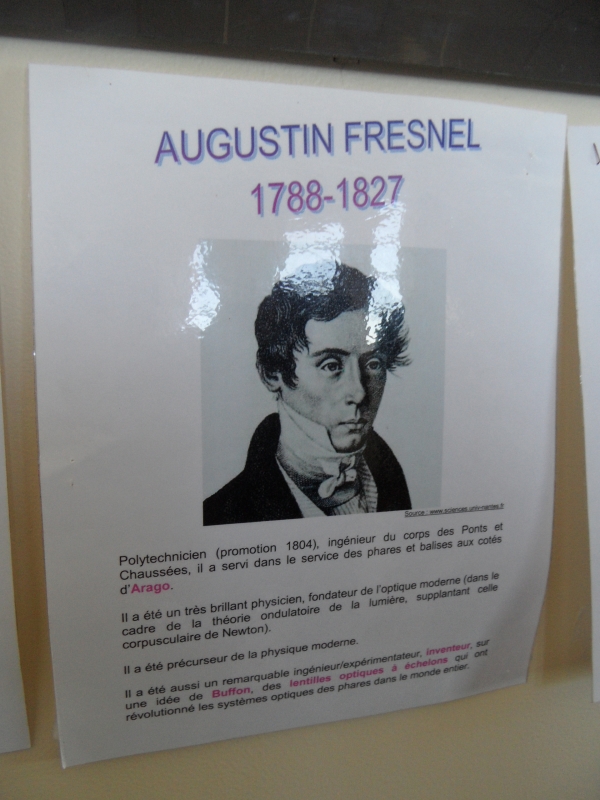 AUGUSTIN FRESNEL
1788-1827
Source : www.sciences.univ-nantes.fr
Polytechnicien (promotion 1804), ingénieur du corps des Ponts et
Chaussées, il a servi dans le service des phares et balises aux cotés
d'Arago.
Il a été un très brillant physicien, fondateur de l'optique moderne (dans le
cadre de la théorie ondulatoire de la lumière, supplantant celle
corpusculaire de Newton).
Il a été précurseur de la physique moderne.
Il a été aussi un remarquable ingénieur/expérimentateur, inventeur, sur
une idée de Buffon, des lentilles optiques à échelons qui ont
révolutionné les systèmes optiques des phares dans le monde entier.